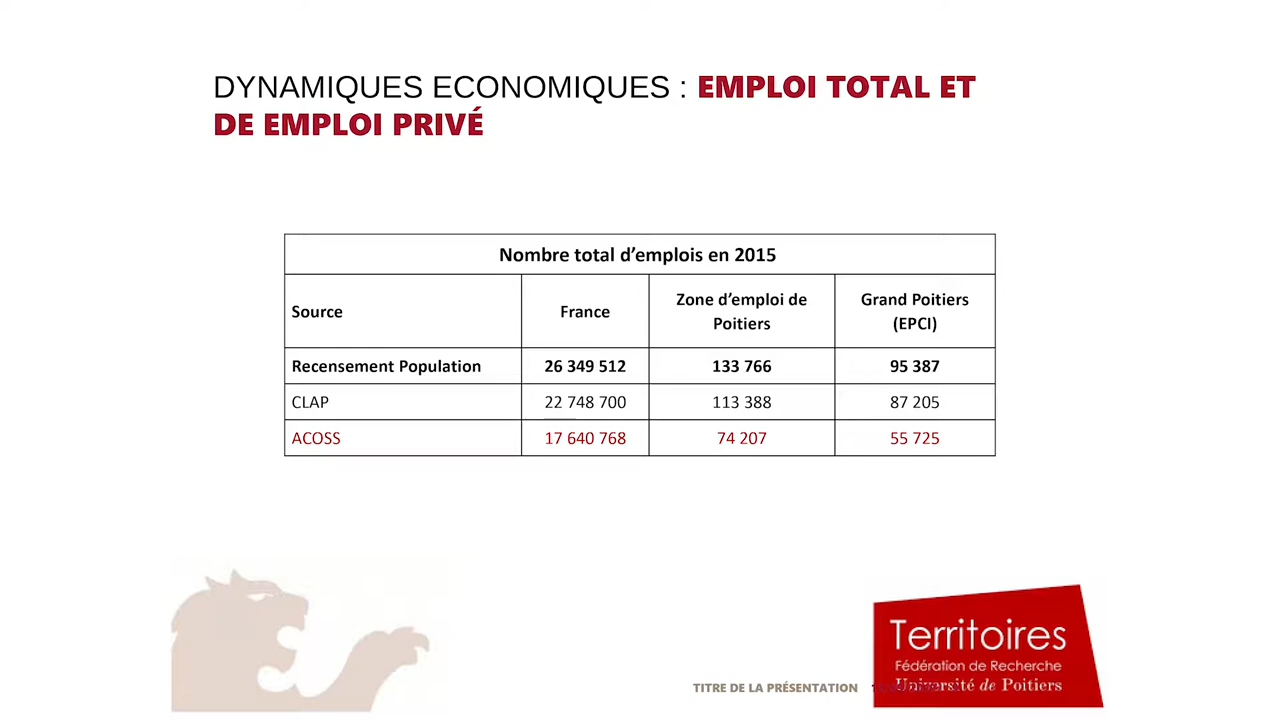 DYNAMIQUES ECONOMIQUES : EMPLOI TOTAL ET
DE EMPLOI PRIVÉ
Nombre total d’emplois en 2015
Source
France
Zone d’emploi de
Poitiers
Grand Poitiers
(EPCI)
Recensement Population 26 349 512 133 766 95 387
CLAP 22 748 700 113 388 87 205
ACOSS 17 640 768 74 207 55 725
Territoires
Fédération de Recherche
Université de Poitiers
TITRE DE LA PRÉSENTATION